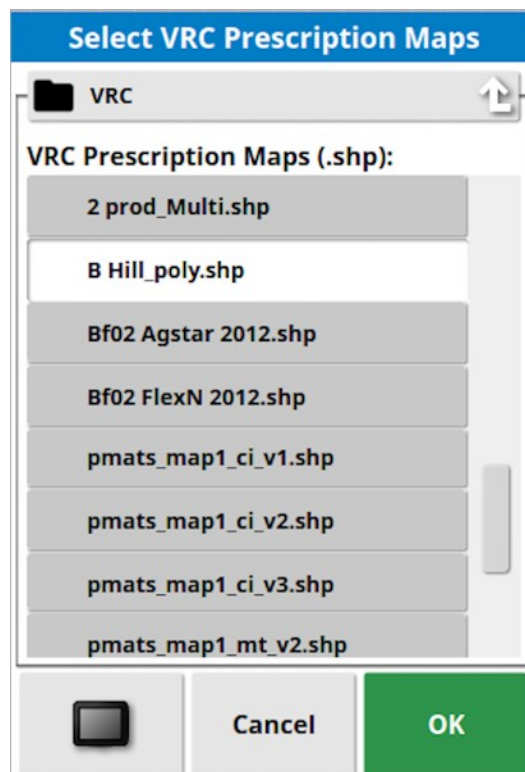 Select VRC Prescription Maps
VRC
VRC Prescription Maps (.shp):
2 prod_Multi.shp
B Hill_poly.shp
Bf02 Agstar 2012.shp
Bf02 FlexN 2012.shp
pmats_map1_ci_v1.shp
pmats_map1_ci_v2.shp
pmats_map1_ci_v3.shp
pmats_map1_mt_v2.shp
Cancel
OK